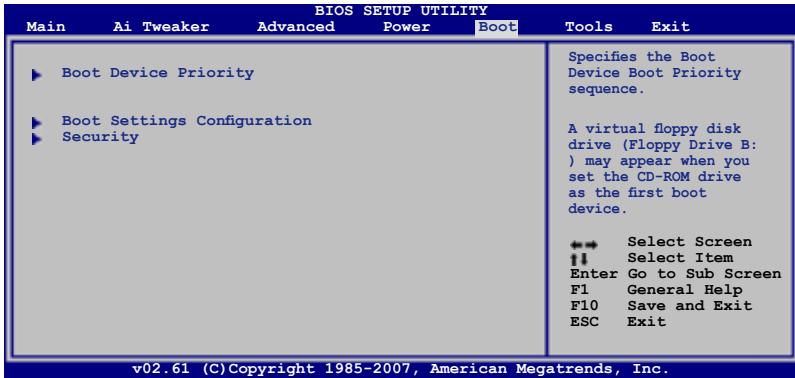 BIOS SETUP UTILITY
Main Ai Tweaker Advanced Power Boot Tools Exit
Boot Device Priority
Boot Settings Configuration
Security
Specifies the Boot
Device Boot Priority
sequence.
A virtual floppy disk
drive (Floppy Drive B:
) may appear when you
set the CD-ROM drive
as the first boot
device.
←→ Select Screen
↑↓ Select Item
Enter Go to Sub Screen
F1 General Help
F10 Save and Exit
ESC Exit
v02.61 (C)Copyright 1985-2007, American Megatrends, Inc.